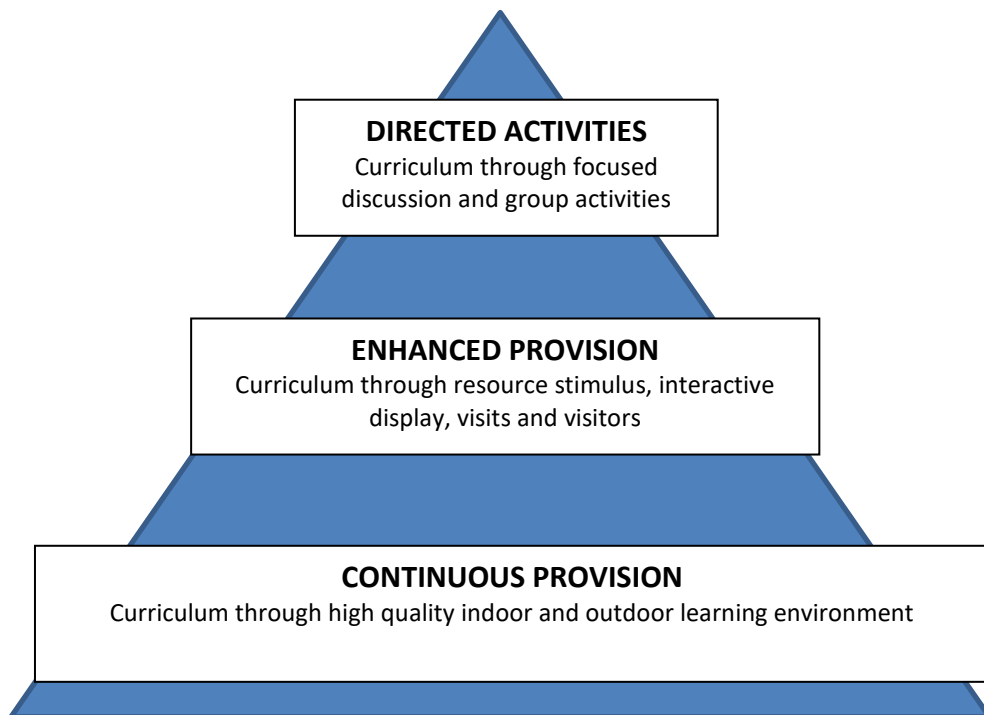 DIRECTED ACTIVITIES
Curriculum through focused
discussion and group activities
ENHANCED PROVISION
Curriculum through resource stimulus, interactive
display, visits and visitors
CONTINUOUS PROVISION
Curriculum through high quality indoor and outdoor learning environment